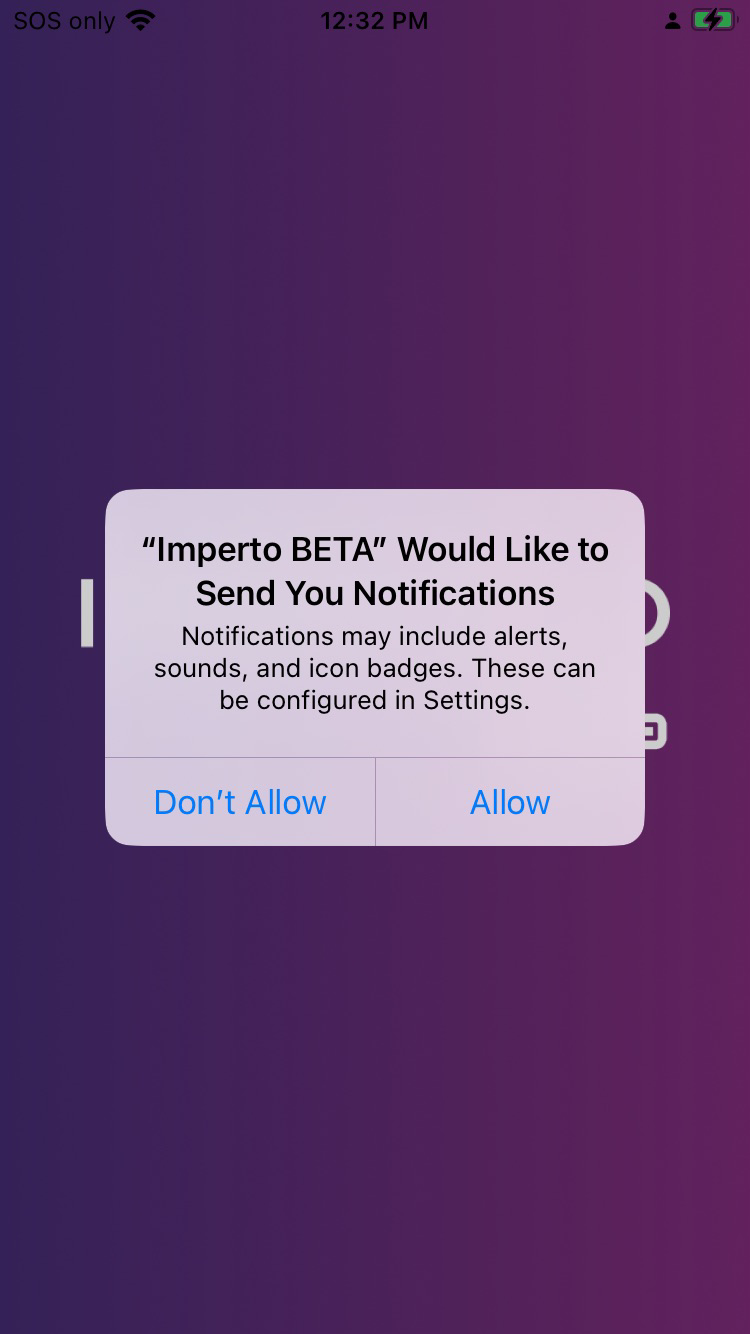 SOS only 12:32 PM
“Imperto BETA” Would Like to
Send You Notifications
Notifications may include alerts,
sounds, and icon badges. These can
be configured in Settings.
Don’t Allow Allow